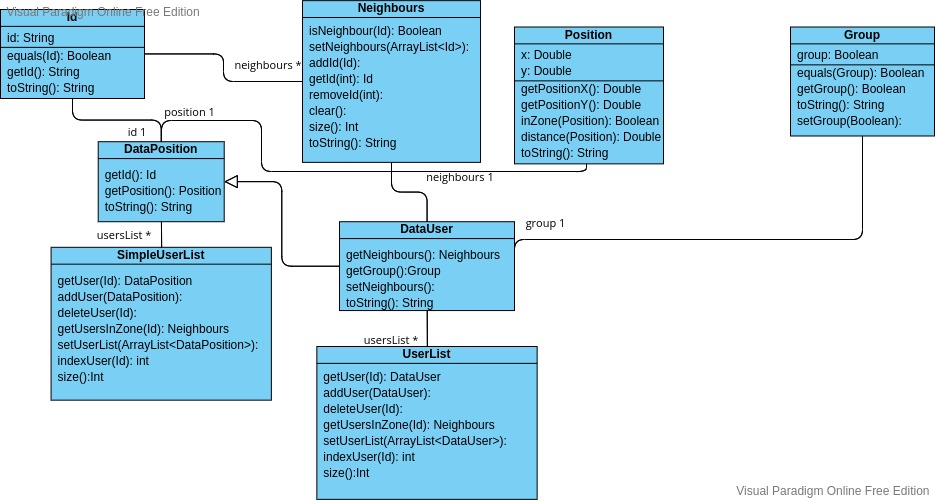 Visual Paradigm Online Free Edition
Id
id: String
equals(Id): Boolean
getId(): String
toString(): String
neighbours *
Neighbours
isNeighbour(Id): Boolean
setNeighbours(ArrayList<Id>):
addId(Id):
getId(int): Id
removeId(int):
clear():
size(): Int
toString(): String
Position
x: Double
y: Double
getPositionX(): Double
getPositionY(): Double
inZone(Position): Boolean
distance(Position): Double
toString(): String
Group
group: Boolean
equals(Group): Boolean
getGroup(): Boolean
toString(): String
setGroup(Boolean):
position 1
id 1
DataPosition
getId(): Id
getPosition(): Position
toString(): String
neighbours 1
group 1
DataUser
getNeighbours(): Neighbours
getGroup():Group
setNeighbours():
toString(): String
usersList *
SimpleUserList
getUser(Id): DataPosition
addUser(DataPosition):
deleteUser(Id):
getUsersInZone(Id): Neighbours
setUserList(ArrayList<DataPosition>):
indexUser(Id): int
size():Int
usersList *
UserList
getUser(Id): DataUser
addUser(DataUser):
deleteUser(Id):
getUsersInZone(Id): Neighbours
setUserList(ArrayList<DataUser>):
indexUser(Id): int
size():Int
Visual Paradigm Online Free Edition